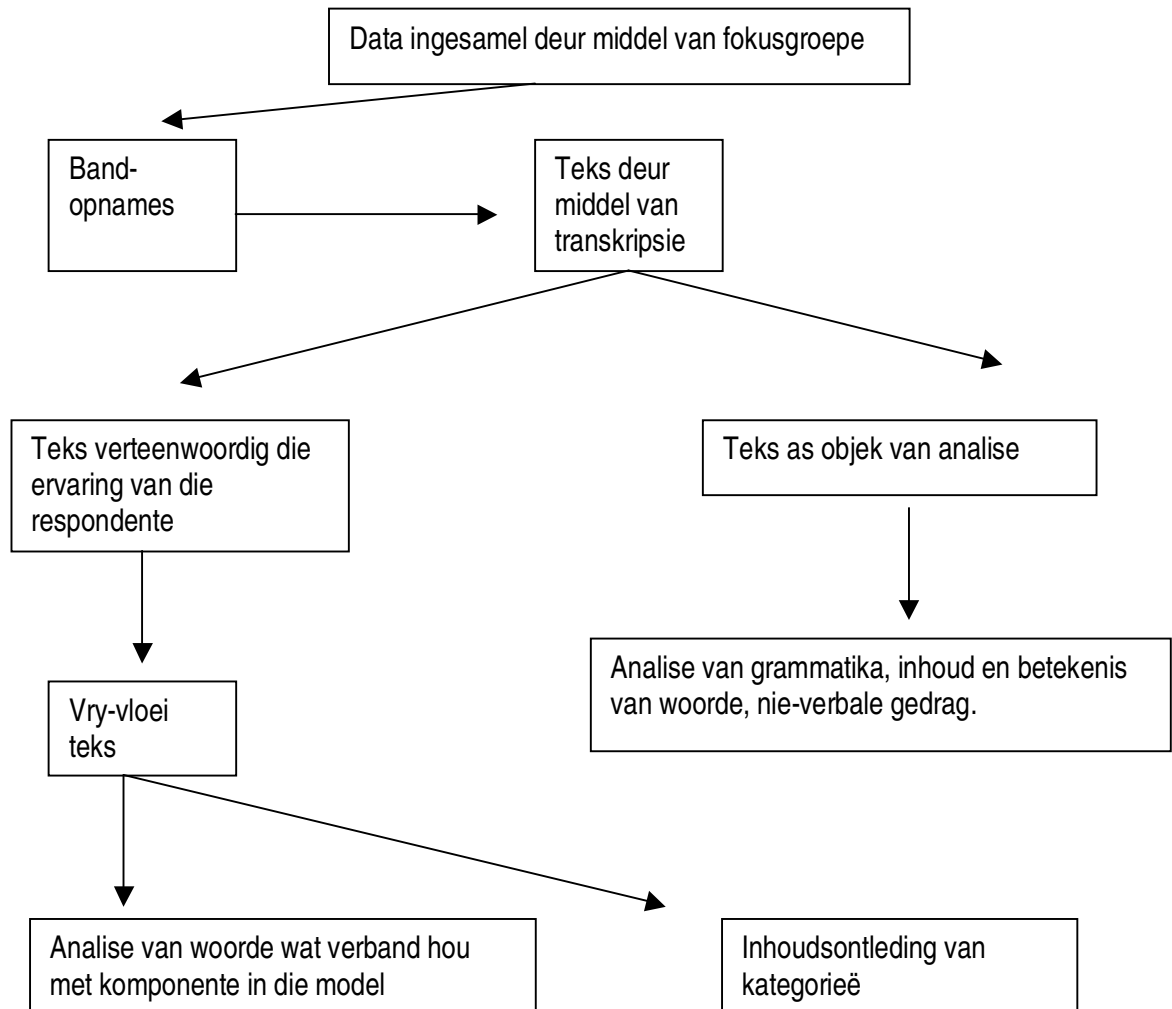 Data ingesamel deur middel van fokusgroepe
Band-
opnames
Teks deur
middel van
transkripsie
Teks verteenwoordig die
ervaring van die
respondente
Teks as objek van analise
Vry-vloei
teks
Analise van grammatika, inhoud en betekenis
van woorde, nie-verbale gedrag.
Analise van woorde wat verband hou
met komponente in die model
Inhoudsontleding van
kategorieë